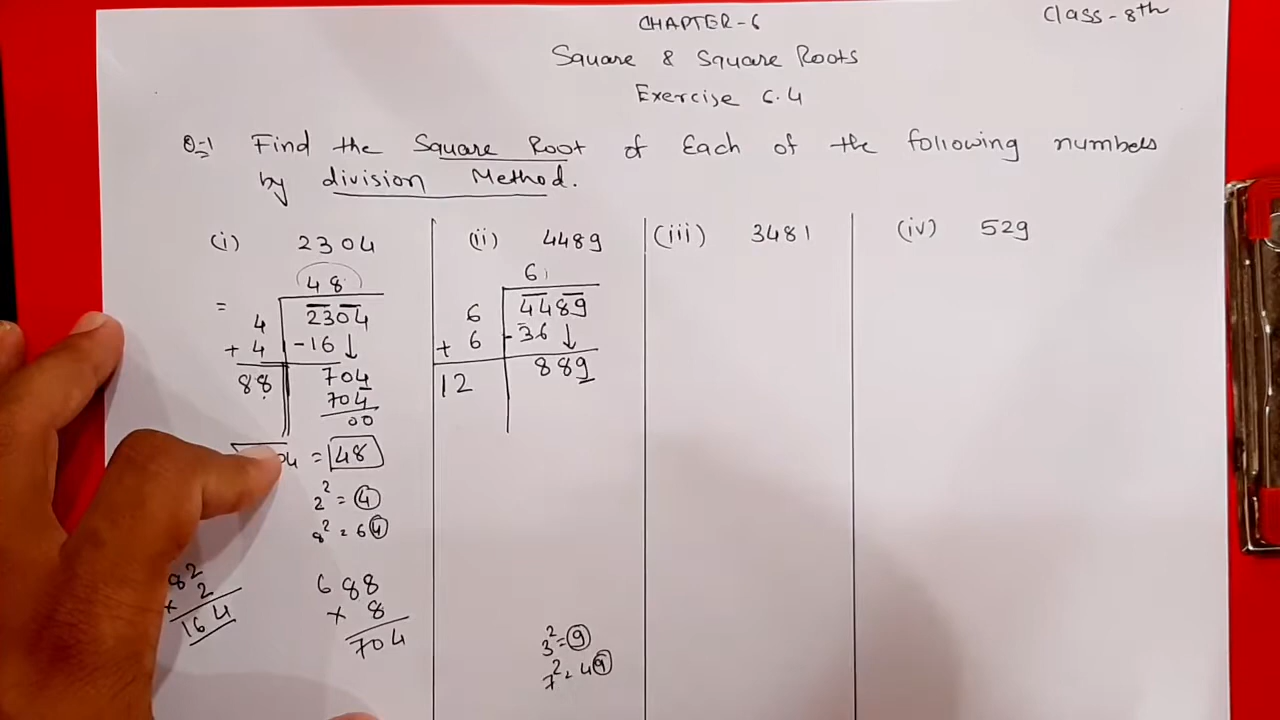 CHAPTER-6
Class-8th
Square & Square Roots
Exercise 6.4
Q-1 Find the Square Root of Each of the following numbers
by division Method.
(i) 2304
48
=
4 2304
+ 4 -16
88 704
704
00
04 = 48
2² = 4
8² = 64
82
× 2
164
688
× 8
704
(ii) 4489
6
6 4489
+ 6 -36
12 889
3² = 9
7² = 49
(iii) 3481
(iv) 529